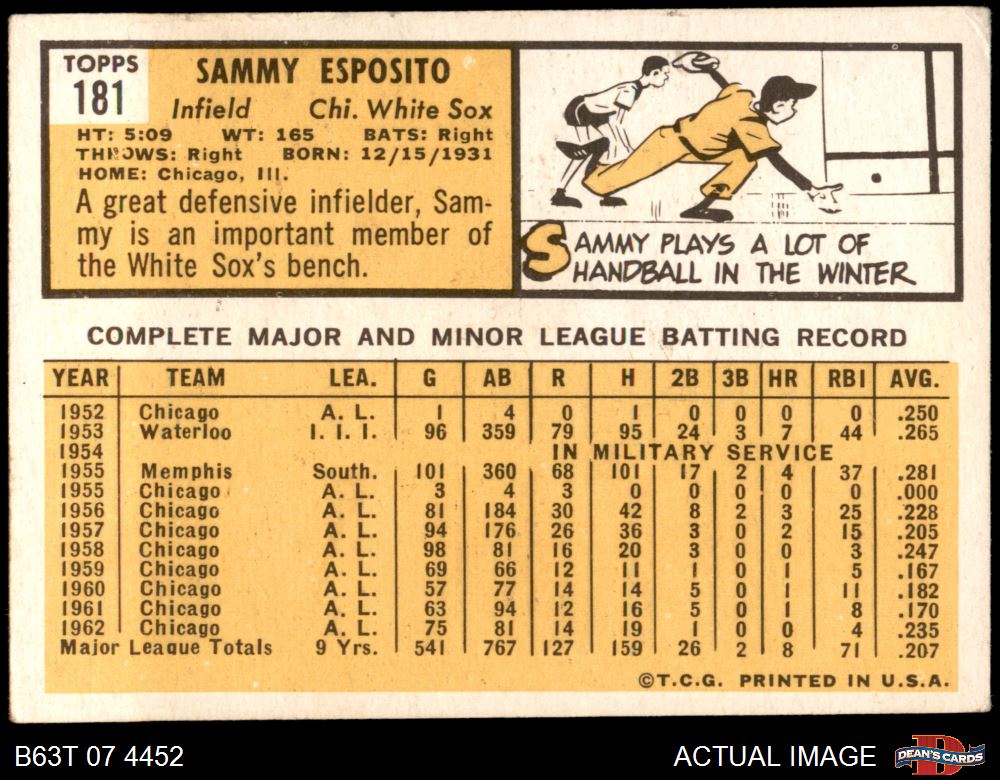 TOPPS
181
SAMMY ESPOSITO
Infield Chi. White Sox
HT: 5:09 WT: 165 BATS: Right
THROWS: Right BORN: 12/15/1931
HOME: Chicago, Ill.
A great defensive infielder, Sam-
my is an important member of
the White Sox's bench.
SAMMY PLAYS A LOT OF
HANDBALL IN THE WINTER
COMPLETE MAJOR AND MINOR LEAGUE BATTING RECORD
YEAR TEAM LEA. G AB R H 2B 3B HR RBI AVG.
1952 Chicago A. L. 1 4 0 1 0 0 0 0 .250
1953 Waterloo I. I. I. 96 359 79 95 24 3 7 44 .265
1954 IN MILITARY SERVICE
1955 Memphis South. 101 360 68 101 17 2 4 37 .281
1955 Chicago A. L. 3 4 3 0 0 0 0 0 .000
1956 Chicago A. L. 81 184 30 42 8 2 3 25 .228
1957 Chicago A. L. 94 176 26 36 3 0 2 15 .205
1958 Chicago A. L. 98 81 16 20 3 0 0 3 .247
1959 Chicago A. L. 69 66 12 11 1 0 1 5 .167
1960 Chicago A. L. 57 77 14 14 5 0 1 11 .182
1961 Chicago A. L. 63 94 12 16 5 0 1 8 .170
1962 Chicago A. L. 75 81 14 19 1 0 0 4 .235
Major League Totals 9 Yrs. 541 767 127 159 26 2 8 71 .207
©T.C.G. PRINTED IN U.S.A.
B63T 07 4452 ACTUAL IMAGE
DEAN'S CARDS